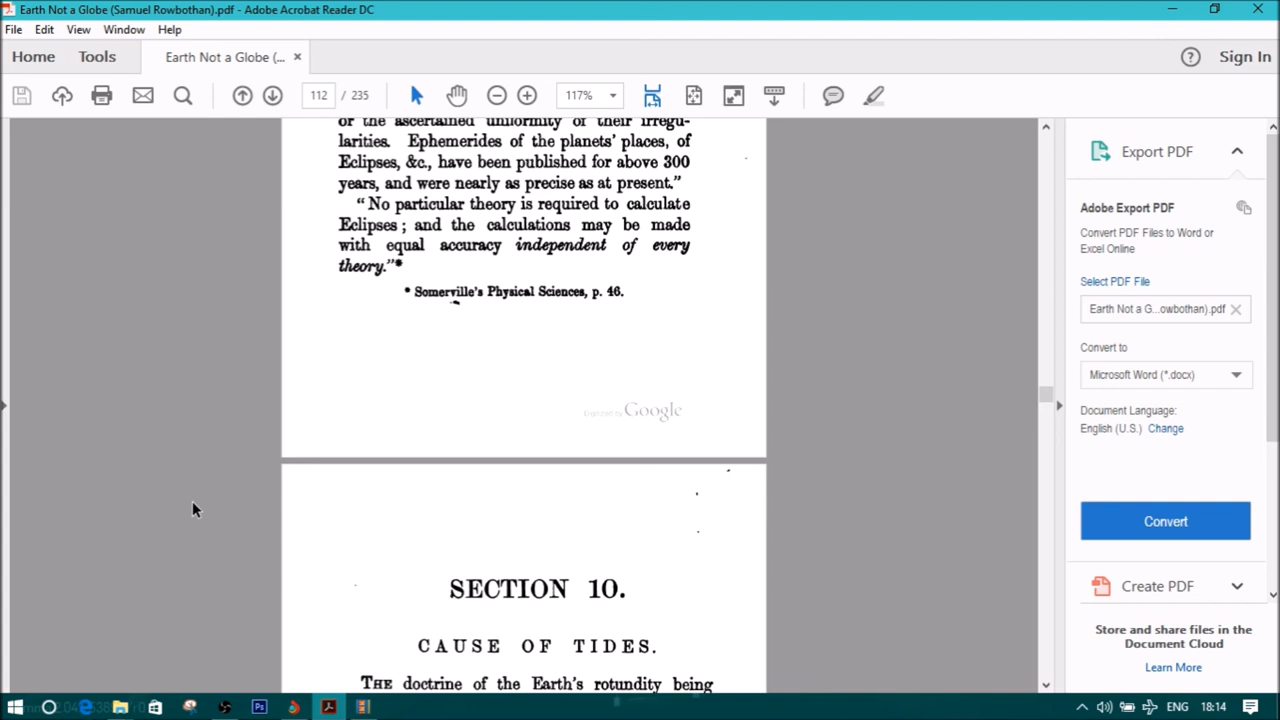 Earth Not a Globe (Samuel Rowbothan).pdf - Adobe Acrobat Reader DC
File Edit View Window Help
Home Tools Earth Not a Globe (... × Sign In
112 / 235 117%
or the ascertained uniformity of their irregu-
larities. Ephemerides of the planets' places, of
Eclipses, &c., have been published for above 300
years, and were nearly as precise as at present."
"No particular theory is required to calculate
Eclipses; and the calculations may be made
with equal accuracy independent of every
theory."*
* Somerville's Physical Sciences, p. 46.
Digitized by Google
SECTION 10.
CAUSE OF TIDES.
THE doctrine of the Earth's rotundity being
Export PDF
Adobe Export PDF
Convert PDF Files to Word or
Excel Online
Select PDF File
Earth Not a G...owbothan).pdf
Convert to
Microsoft Word (*.docx)
Document Language:
English (U.S.) Change
Convert
Create PDF
Store and share files in the
Document Cloud
Learn More
ENG 18:14